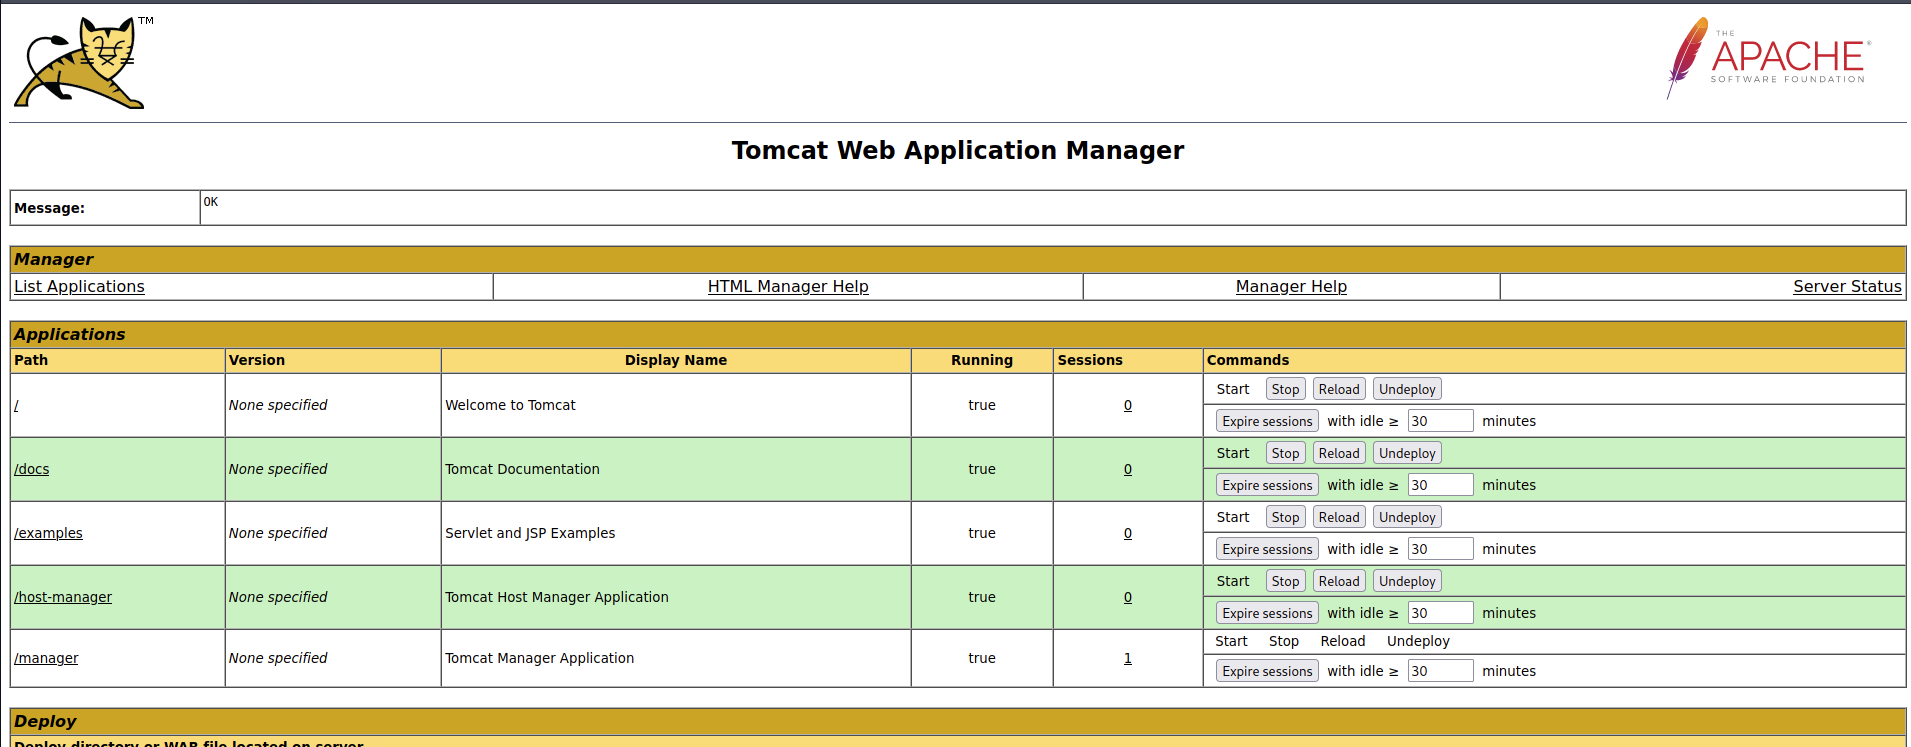 TM
THE
APACHE®
SOFTWARE FOUNDATION
Tomcat Web Application Manager
Message: OK
Manager
List Applications HTML Manager Help Manager Help Server Status
Applications
Path Version Display Name Running Sessions Commands
/ None specified Welcome to Tomcat true 0 Start Stop Reload Undeploy
Expire sessions with idle ≥ 30 minutes
/docs None specified Tomcat Documentation true 0 Start Stop Reload Undeploy
Expire sessions with idle ≥ 30 minutes
/examples None specified Servlet and JSP Examples true 0 Start Stop Reload Undeploy
Expire sessions with idle ≥ 30 minutes
/host-manager None specified Tomcat Host Manager Application true 0 Start Stop Reload Undeploy
Expire sessions with idle ≥ 30 minutes
/manager None specified Tomcat Manager Application true 1 Start Stop Reload Undeploy
Expire sessions with idle ≥ 30 minutes
Deploy
Deploy directory or WAR file located on server